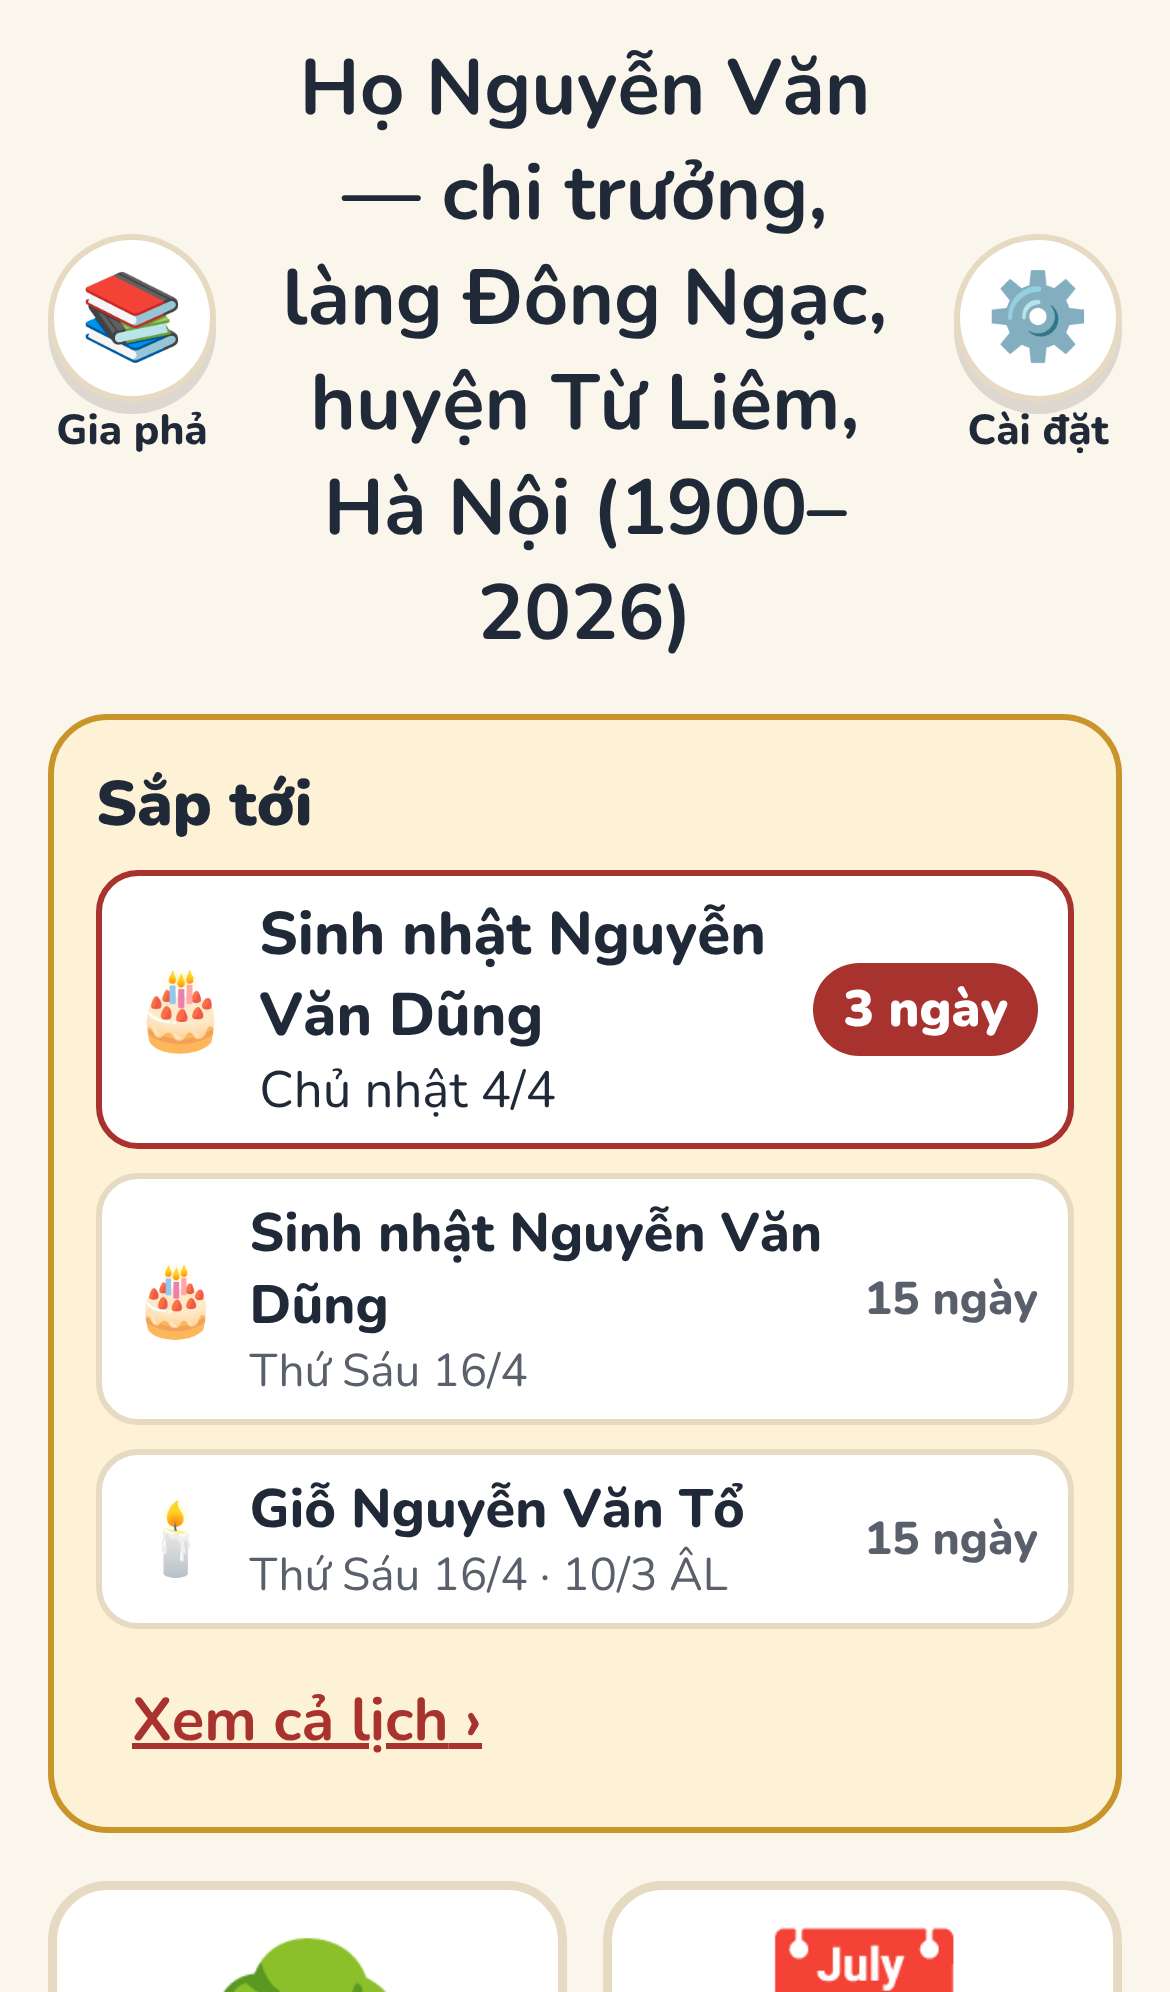 Họ Nguyễn Văn
— chi trưởng,
làng Đông Ngạc,
huyện Từ Liêm,
Hà Nội (1900–
2026)
Gia phả
Cài đặt
Sắp tới
Sinh nhật Nguyễn
Văn Dũng
Chủ nhật 4/4
3 ngày
Sinh nhật Nguyễn Văn
Dũng
Thứ Sáu 16/4
15 ngày
Giỗ Nguyễn Văn Tổ
Thứ Sáu 16/4 · 10/3 ÂL
15 ngày
Xem cả lịch ›
July